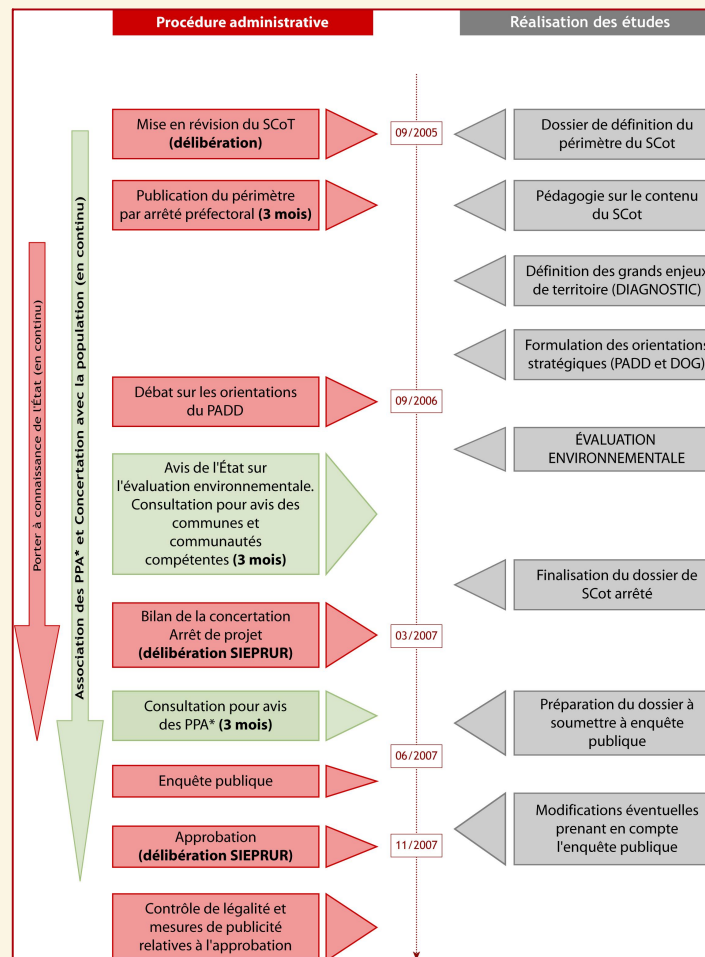 Procédure administrative
Réalisation des études
Porter à connaissance de l'État (en continu)
Association des PPA* et Concertation avec la population (en continu)
Mise en révision du SCoT
(délibération)
09/2005
Dossier de définition du
périmètre du SCot
Publication du périmètre
par arrêté préfectoral (3 mois)
Pédagogie sur le contenu
du SCot
Définition des grands enjeux
de territoire (DIAGNOSTIC)
Formulation des orientations
stratégiques (PADD et DOG)
Débat sur les orientations
du PADD
09/2006
ÉVALUATION
ENVIRONNEMENTALE
Avis de l'État sur
l'évaluation environnementale.
Consultation pour avis des
communes et
communautés
compétentes (3 mois)
Finalisation du dossier de
SCot arrêté
Bilan de la concertation
Arrêt de projet
(délibération SIEPRUR)
03/2007
Consultation pour avis
des PPA* (3 mois)
Préparation du dossier à
soumettre à enquête
publique
06/2007
Enquête publique
Approbation
(délibération SIEPRUR)
11/2007
Modifications éventuelles
prenant en compte
l'enquête publique
Contrôle de légalité et
mesures de publicité
relatives à l'approbation